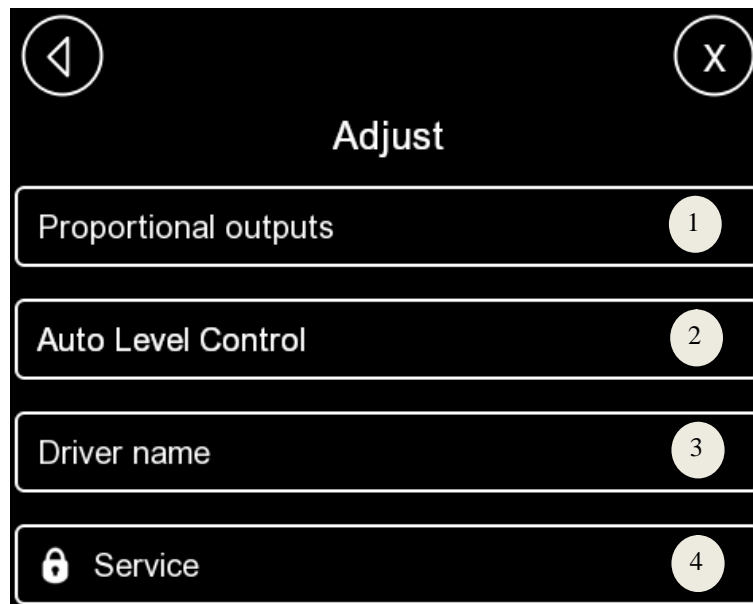 X
Adjust
Proportional outputs 1
Auto Level Control 2
Driver name 3
Service 4